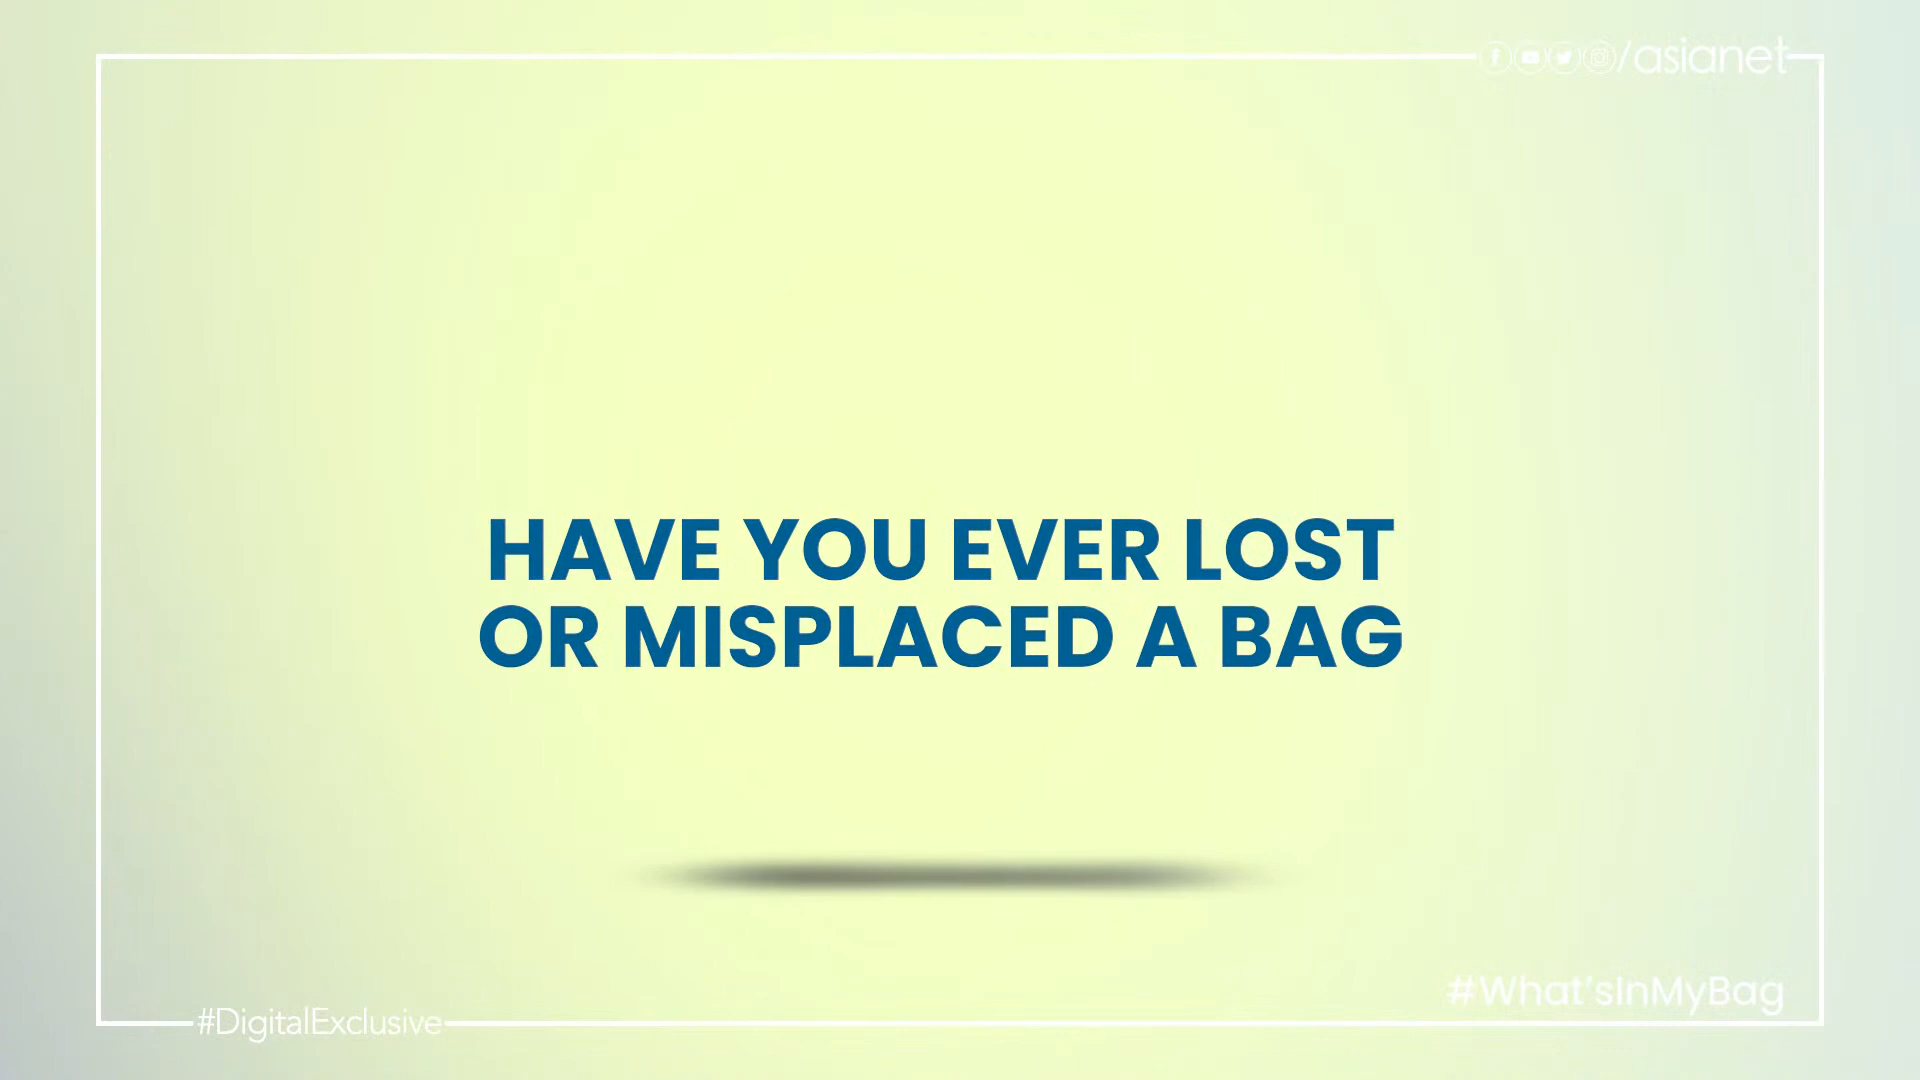 /asianet
HAVE YOU EVER LOST
OR MISPLACED A BAG
#What'sInMyBag
#DigitalExclusive